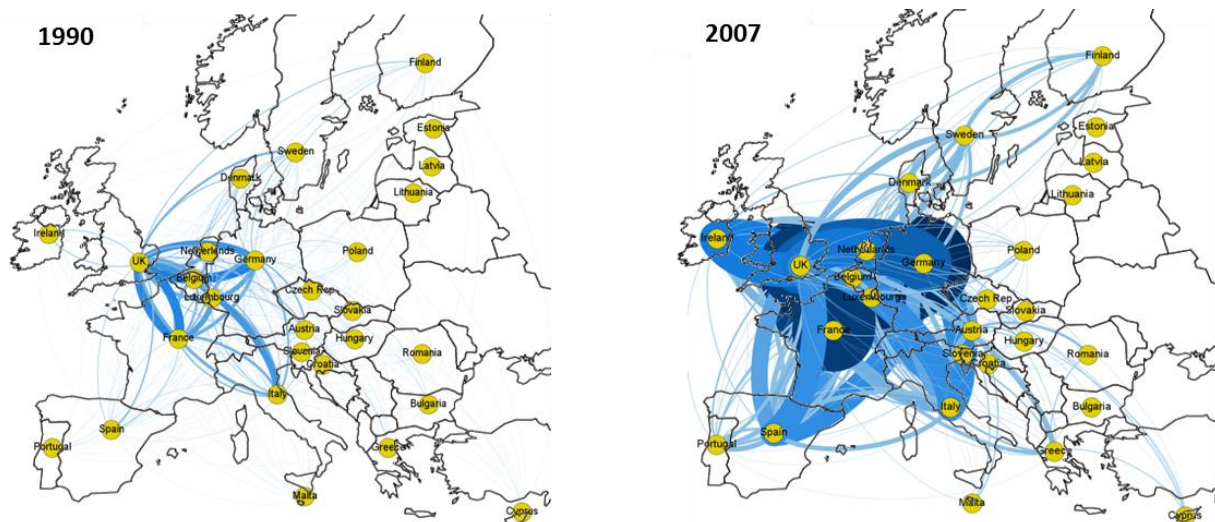 1990
Finland
Estonia
Latvia
Lithuania
Sweden
Denmark
Ireland
UK
Netherlands
Germany
Poland
Belgium
Luxembourg
Czech Rep
Slovakia
France
Austria
Hungary
Slovenia
Croatia
Romania
Italy
Bulgaria
Spain
Portugal
Greece
Malta
Cyprus
2007
Finland
Estonia
Latvia
Lithuania
Sweden
Denmark
Ireland
UK
Netherlands
Germany
Poland
Belgium
Luxembourg
Czech Rep
Slovakia
France
Austria
Hungary
Slovenia
Croatia
Romania
Italy
Bulgaria
Spain
Portugal
Greece
Malta
Cyprus